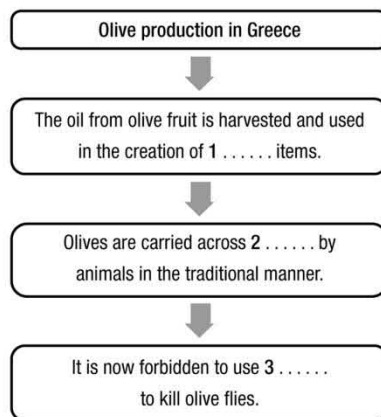 Olive production in Greece
The oil from olive fruit is harvested and used
in the creation of 1 . . . . . . items.
Olives are carried across 2 . . . . . . by
animals in the traditional manner.
It is now forbidden to use 3 . . . . . .
to kill olive flies.